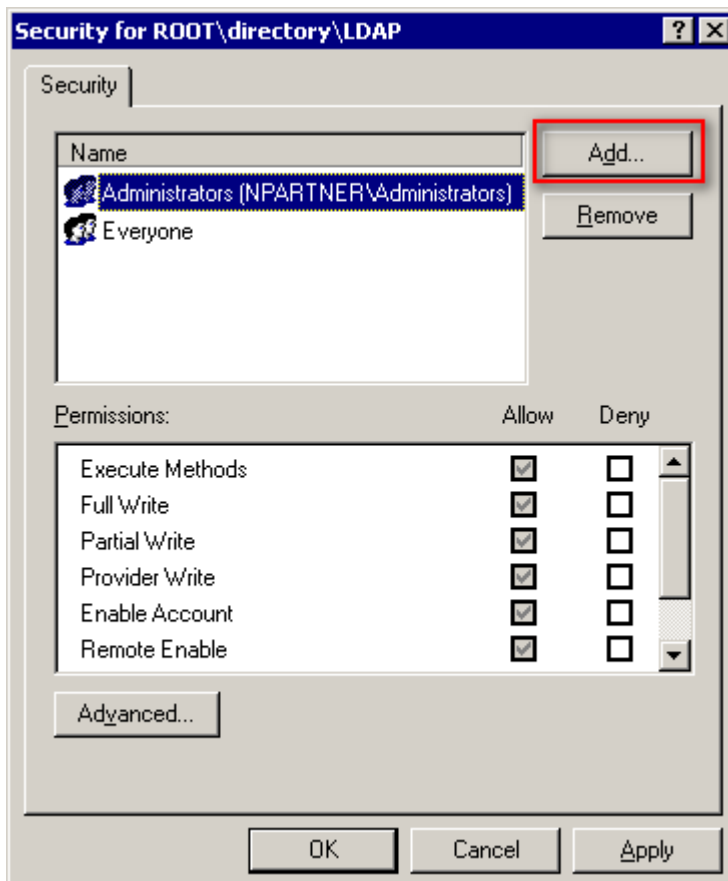 Security for ROOT\directory\LDAP
Security
Name
Add...
Administrators (NPARTNER\Administrators)
Remove
Everyone
Permissions: Allow Deny
Execute Methods
Full Write
Partial Write
Provider Write
Enable Account
Remote Enable
Advanced...
OK Cancel Apply